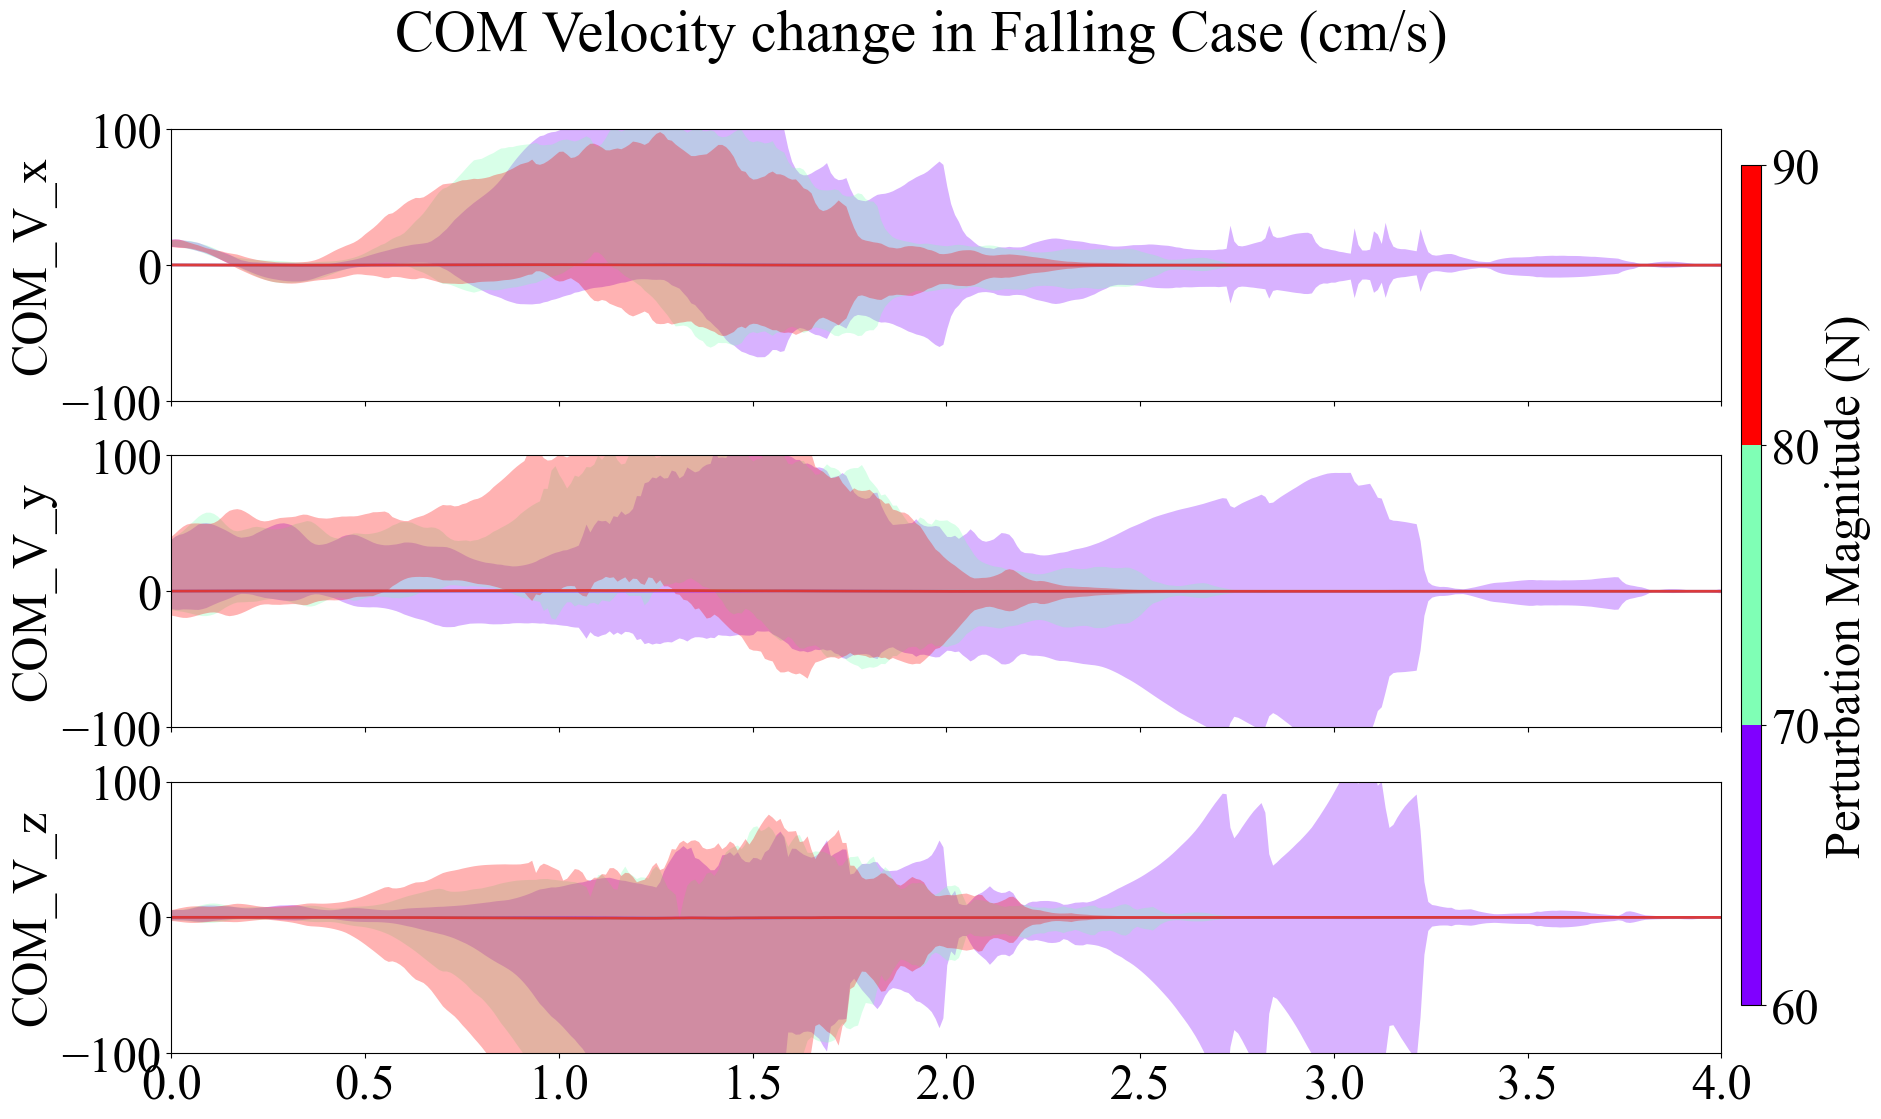 COM Velocity change in Falling Case (cm/s)
COM_V_x
100
0
−100
COM_V_y
100
0
−100
COM_V_z
100
0
−100
0.0 0.5 1.0 1.5 2.0 2.5 3.0 3.5 4.0
90
80
70
60
Perturbation Magnitude (N)